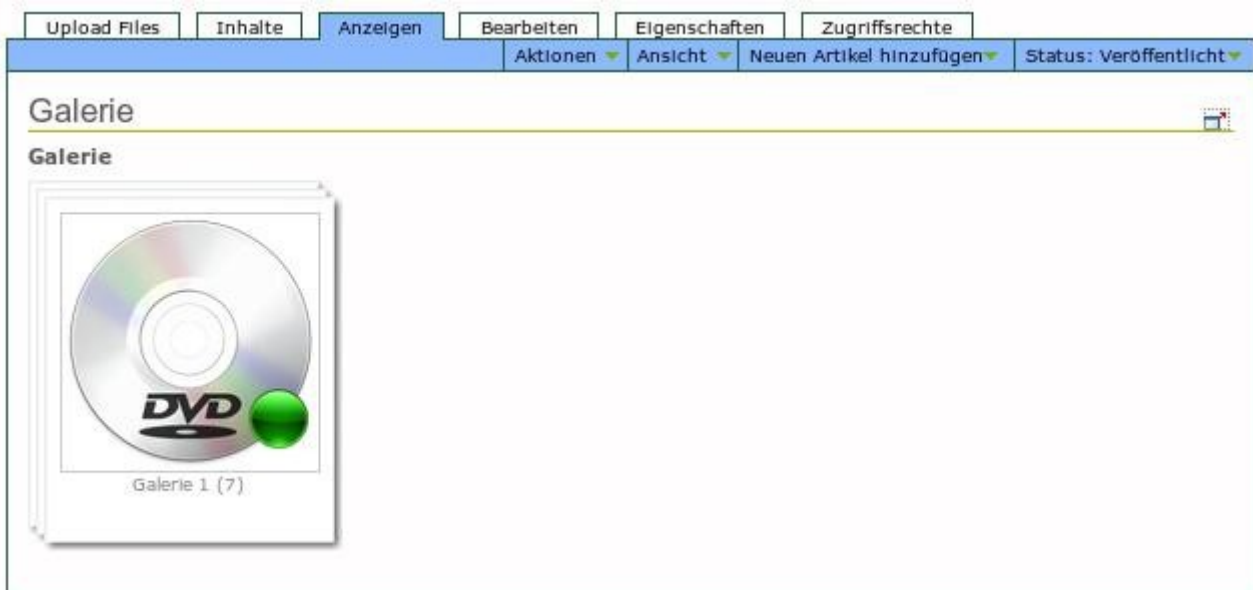 Upload Files Inhalte Anzeigen Bearbeiten Eigenschaften Zugriffsrechte
Aktionen Ansicht Neuen Artikel hinzufügen Status: Veröffentlicht
Galerie
Galerie
DVD
Galerie 1 (7)